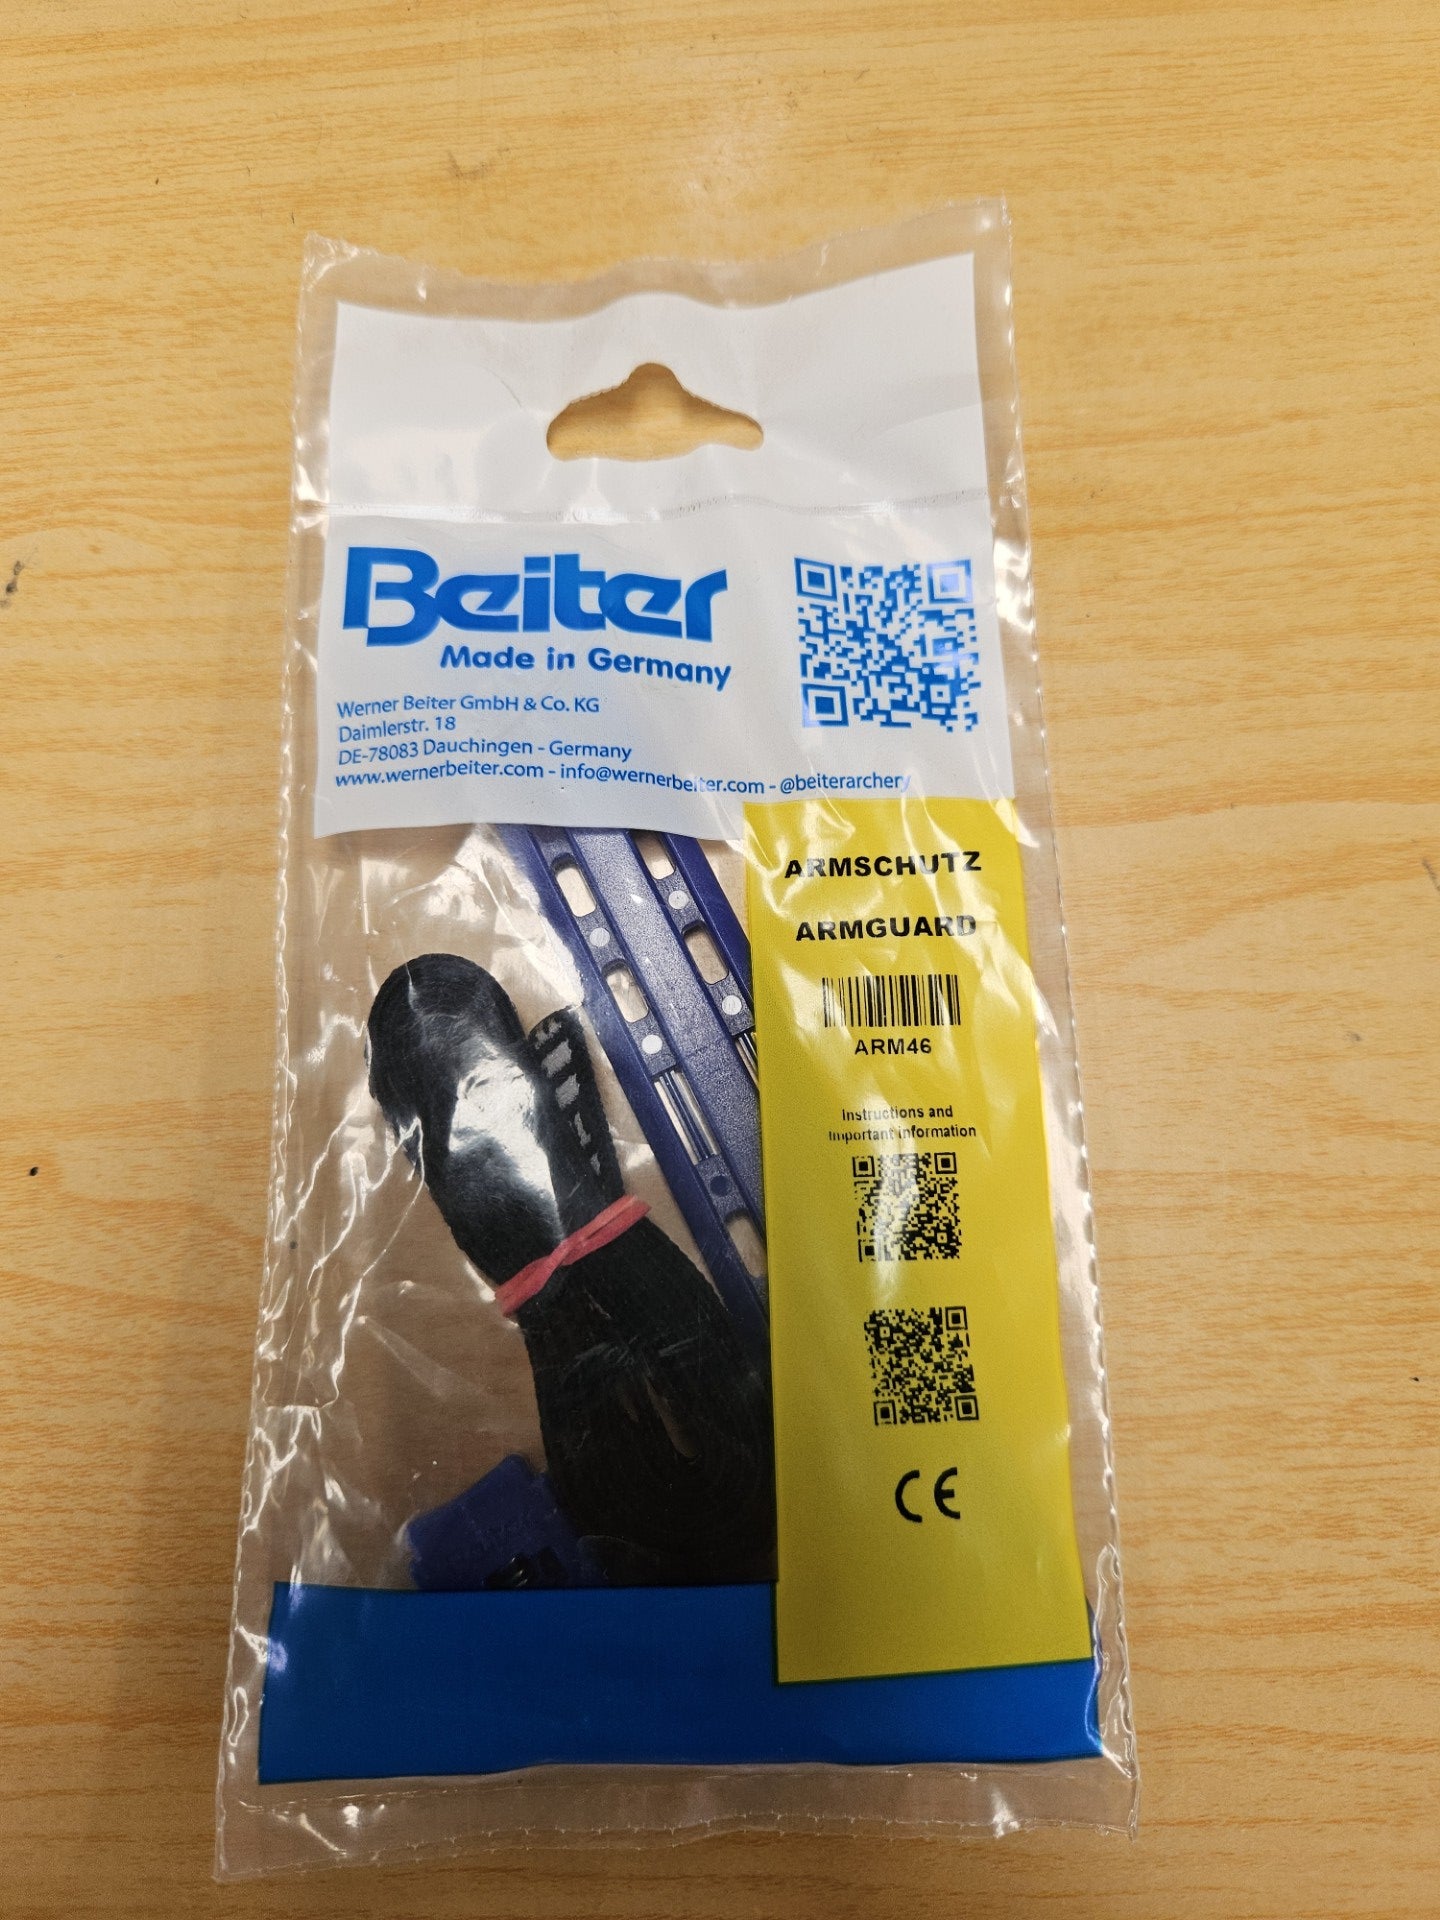 Beiter
Made in Germany
Werner Beiter GmbH & Co. KG
Daimlerstr. 18
DE-78083 Dauchingen - Germany
www.wernerbeiter.com - info@wernerbeiter.com - @beiterarchery
ARMSCHUTZ
ARMGUARD
ARM46
Instructions and
Important information
CE